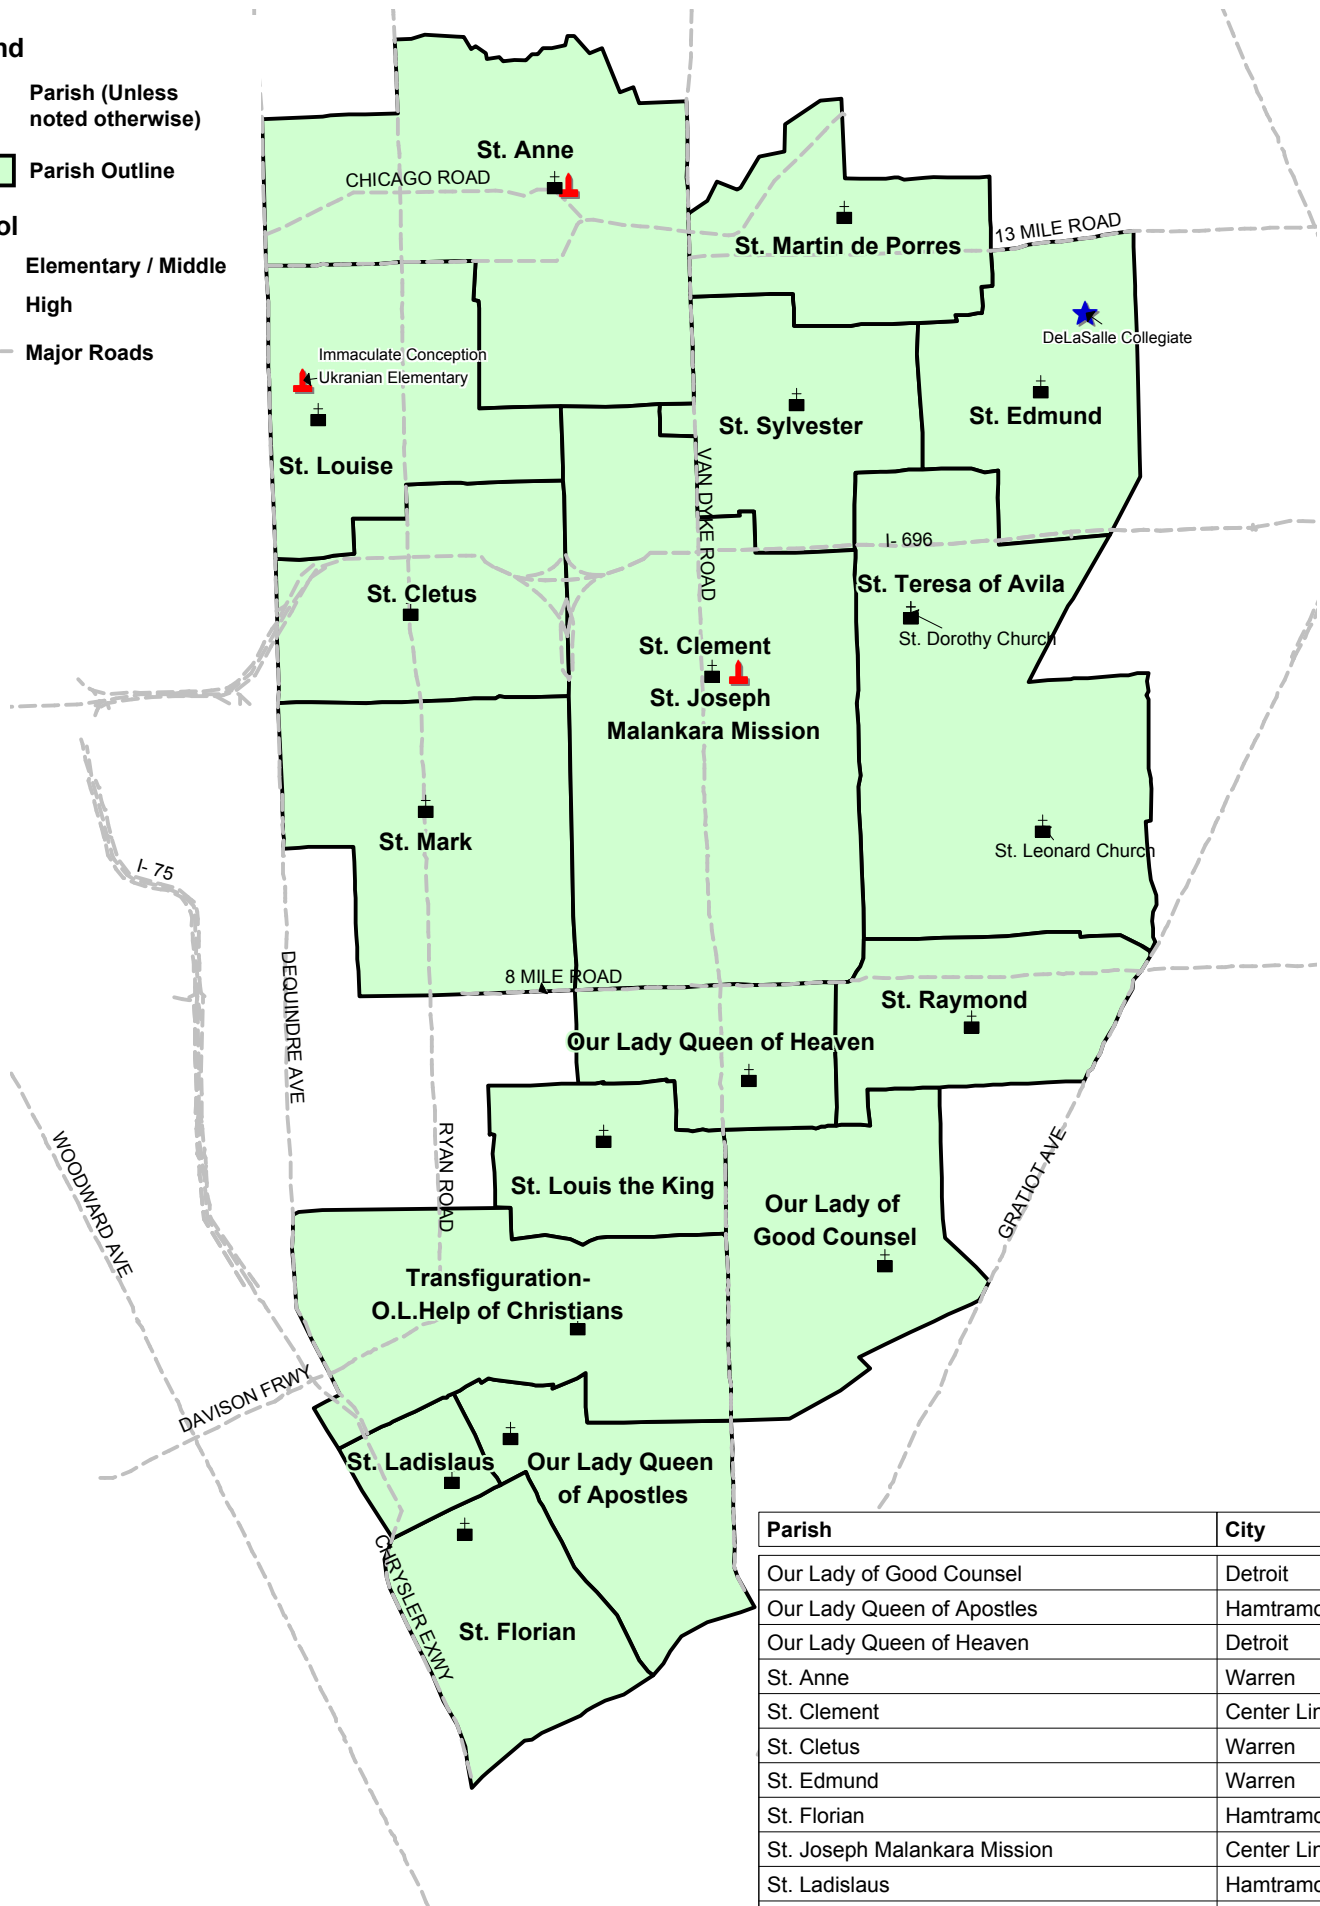 nd
Parish (Unless
noted otherwise)
Parish Outline
ol
Elementary / Middle
High
Major Roads
St. Anne
CHICAGO ROAD
St. Martin de Porres
13 MILE ROAD
DeLaSalle Collegiate
Immaculate Conception
Ukranian Elementary
St. Edmund
St. Sylvester
St. Louise
VAN DYKE ROAD
I- 696
St. Cletus
St. Teresa of Avila
St. Dorothy Church
St. Clement
St. Joseph
Malankara Mission
St. Mark
St. Leonard Church
I- 75
8 MILE ROAD
DEQUINDRE AVE
St. Raymond
Our Lady Queen of Heaven
WOODWARD AVE
RYAN ROAD
GRATIOT AVE
St. Louis the King
Our Lady of
Good Counsel
Transfiguration-
O.L.Help of Christians
DAVISON FRWY
St. Ladislaus
Our Lady Queen
of Apostles
CHRYSLER EXWY
St. Florian
Parish City
Our Lady of Good Counsel Detroit
Our Lady Queen of Apostles Hamtramc
Our Lady Queen of Heaven Detroit
St. Anne Warren
St. Clement Center Lin
St. Cletus Warren
St. Edmund Warren
St. Florian Hamtramc
St. Joseph Malankara Mission Center Lin
St. Ladislaus Hamtramc